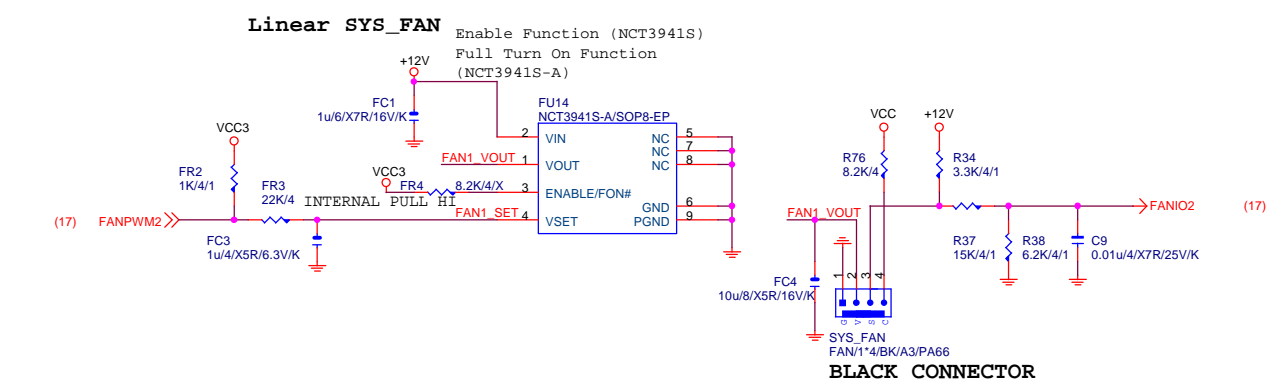 Linear SYS_FAN
Enable Function (NCT3941S)
Full Turn On Function
(NCT3941S-A)
+12V
FC1
1u/6/X7R/16V/K
FU14
NCT3941S-A/SOP8-EP
2
VIN
NC
5
NC
7
FAN1_VOUT
1
VOUT
NC
8
VCC3
FR4
8.2K/4/X
3
ENABLE/FON#
INTERNAL PULL HI
GND
6
FAN1_SET
4
VSET
PGND
9
VCC3
FR2
1K/4/1
FR3
22K/4
(17)
FANPWM2
FC3
1u/4/X5R/6.3V/K
VCC
+12V
R76
8.2K/4
R34
3.3K/4/1
FAN1_VOUT
FANIO2
(17)
R37
15K/4/1
R38
6.2K/4/1
C9
0.01u/4/X7R/25V/K
FC4
10u/8/X5R/16V/K
1
2
3
4
G
V
S
C
SYS_FAN
FAN/1*4/BK/A3/PA66
BLACK CONNECTOR